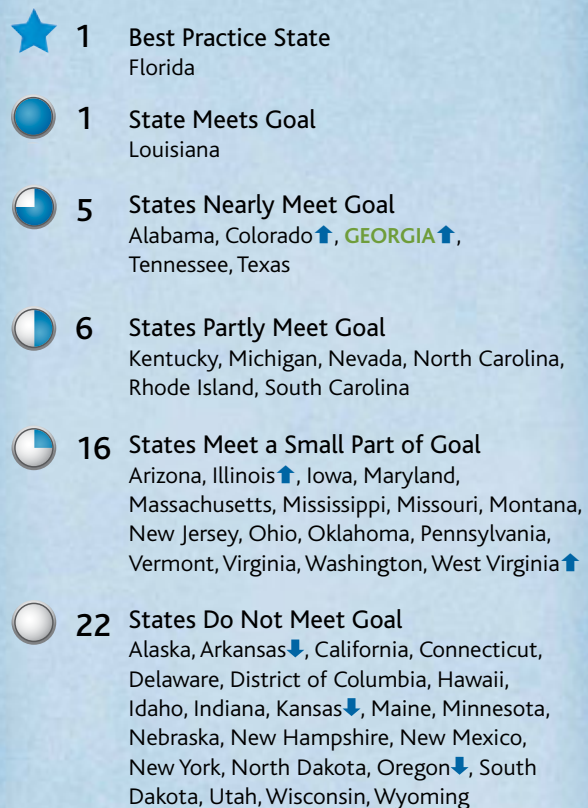 1 Best Practice State
Florida
1 State Meets Goal
Louisiana
5 States Nearly Meet Goal
Alabama, Colorado⬆, GEORGIA⬆,
Tennessee, Texas
6 States Partly Meet Goal
Kentucky, Michigan, Nevada, North Carolina,
Rhode Island, South Carolina
16 States Meet a Small Part of Goal
Arizona, Illinois⬆, Iowa, Maryland,
Massachusetts, Mississippi, Missouri, Montana,
New Jersey, Ohio, Oklahoma, Pennsylvania,
Vermont, Virginia, Washington, West Virginia⬆
22 States Do Not Meet Goal
Alaska, Arkansas⬇, California, Connecticut,
Delaware, District of Columbia, Hawaii,
Idaho, Indiana, Kansas⬇, Maine, Minnesota,
Nebraska, New Hampshire, New Mexico,
New York, North Dakota, Oregon⬇, South
Dakota, Utah, Wisconsin, Wyoming